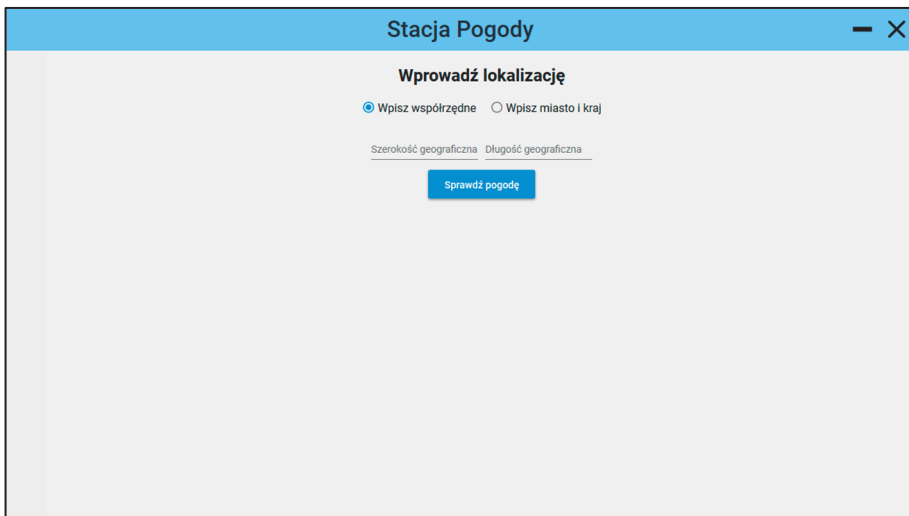 Stacja Pogody
Wprowadź lokalizację
Wpisz współrzędne Wpisz miasto i kraj
Szerokość geograficzna Długość geograficzna
Sprawdź pogodę